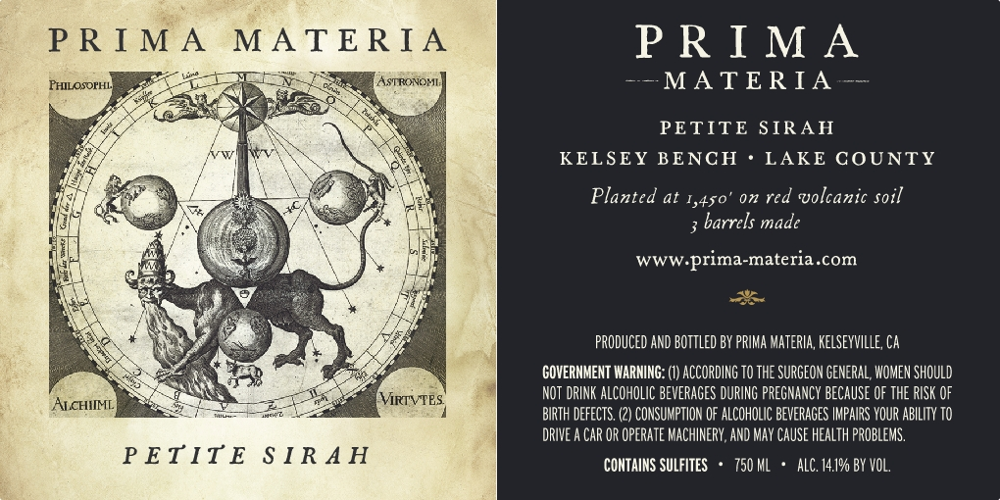 PRIMA MATERIA
PHILOSOPHI.
ASTRONOMI.
L M N O
VW WV
ALCHIIMI.
VIRTVTES.
PETITE SIRAH
PRIMA
MATERIA
PETITE SIRAH
KELSEY BENCH • LAKE COUNTY
Planted at 1,450' on red volcanic soil
3 barrels made
www.prima-materia.com
PRODUCED AND BOTTLED BY PRIMA MATERIA, KELSEYVILLE, CA
GOVERNMENT WARNING: (1) ACCORDING TO THE SURGEON GENERAL, WOMEN SHOULD
NOT DRINK ALCOHOLIC BEVERAGES DURING PREGNANCY BECAUSE OF THE RISK OF
BIRTH DEFECTS. (2) CONSUMPTION OF ALCOHOLIC BEVERAGES IMPAIRS YOUR ABILITY TO
DRIVE A CAR OR OPERATE MACHINERY, AND MAY CAUSE HEALTH PROBLEMS.
CONTAINS SULFITES • 750 ML • ALC. 14.1% BY VOL.